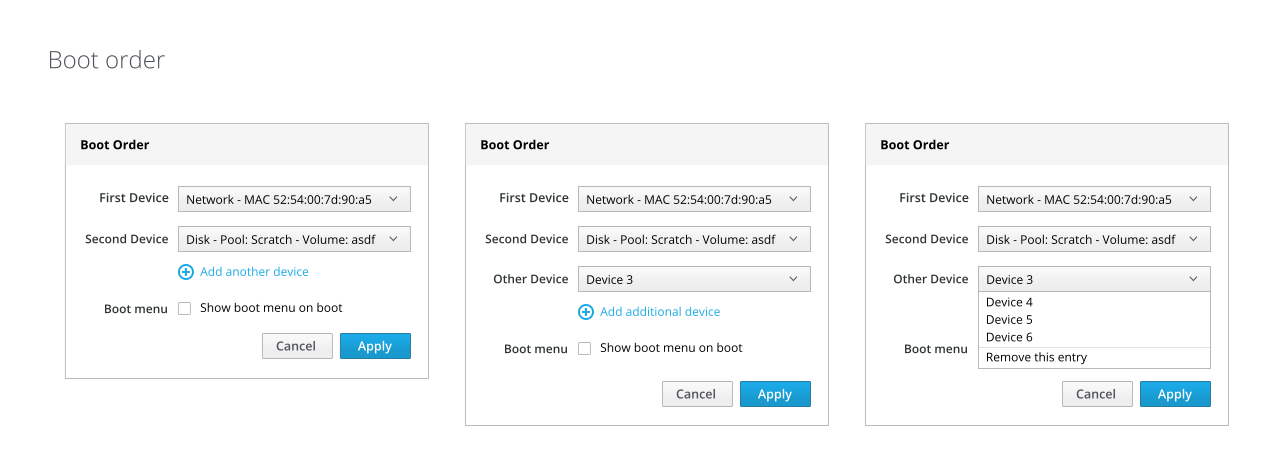 Boot order
Boot Order
First Device Network - MAC 52:54:00:7d:90:a5
Second Device Disk - Pool: Scratch - Volume: asdf
Add another device
Boot menu Show boot menu on boot
Cancel Apply
Boot Order
First Device Network - MAC 52:54:00:7d:90:a5
Second Device Disk - Pool: Scratch - Volume: asdf
Other Device Device 3
Add additional device
Boot menu Show boot menu on boot
Cancel Apply
Boot Order
First Device Network - MAC 52:54:00:7d:90:a5
Second Device Disk - Pool: Scratch - Volume: asdf
Other Device Device 3
Device 4
Device 5
Device 6
Boot menu
Remove this entry
Cancel Apply